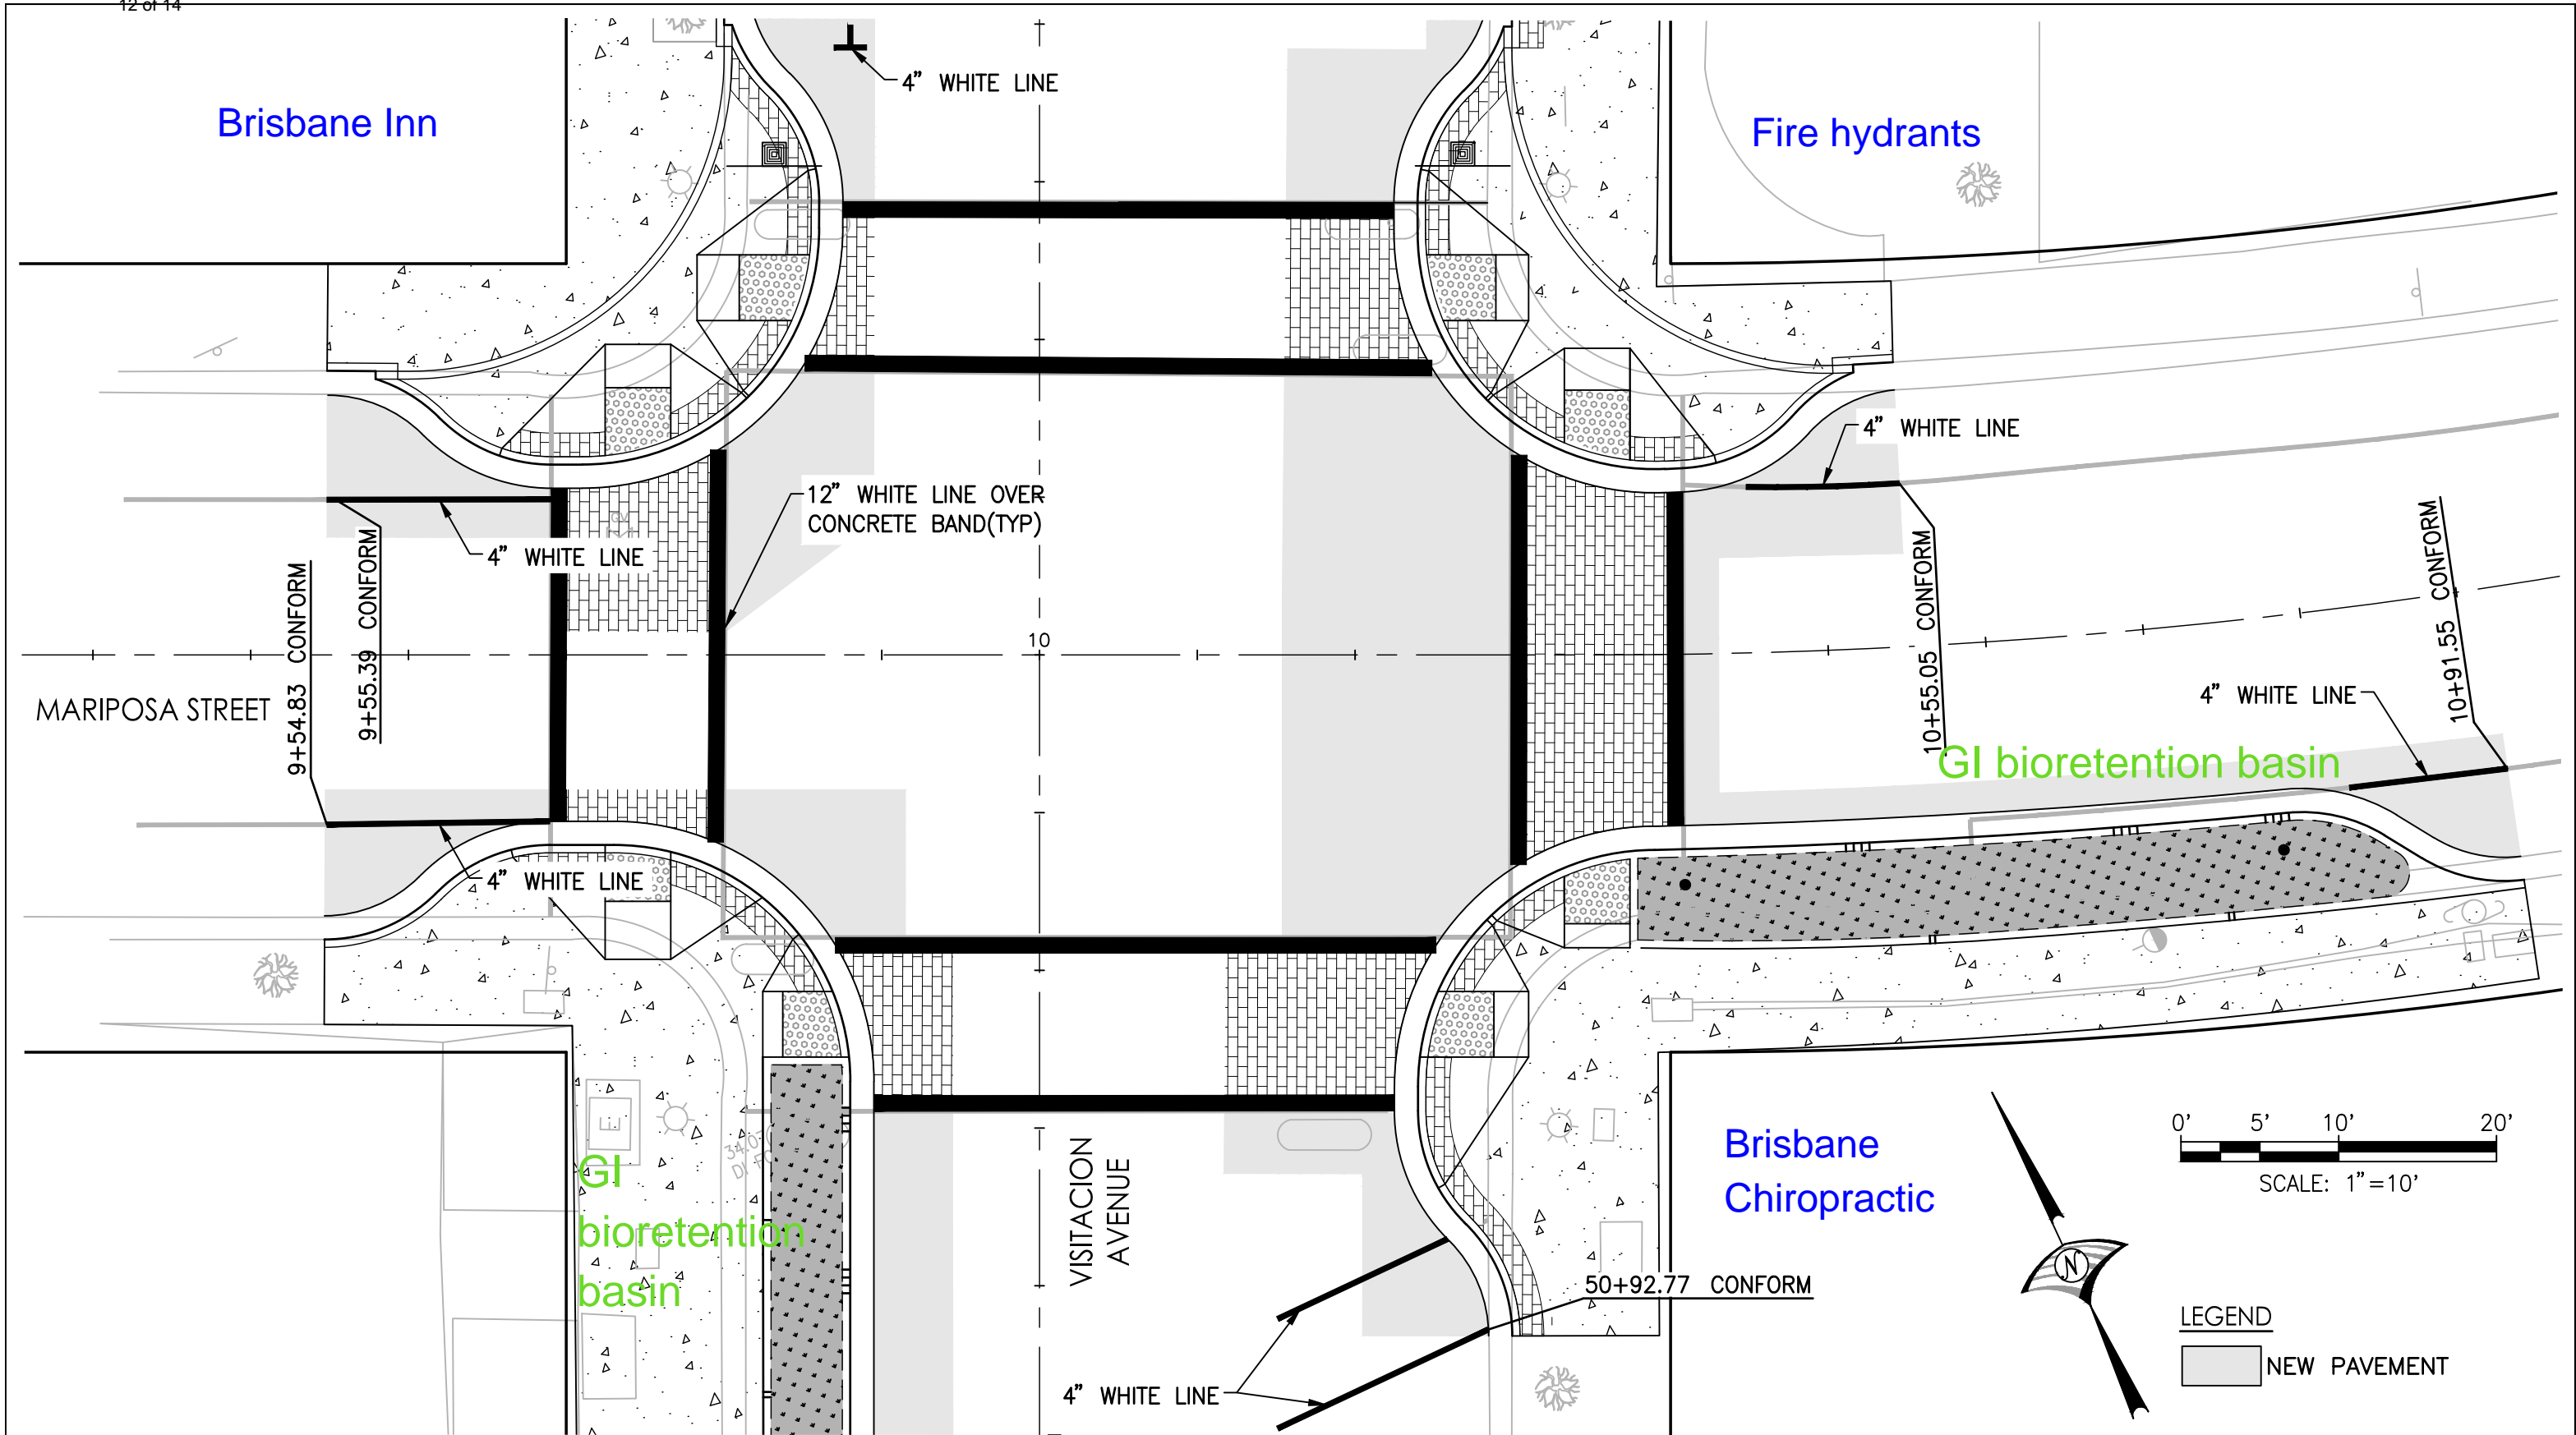 12 of 14
4" WHITE LINE
Brisbane Inn
Fire hydrants
4" WHITE LINE
12" WHITE LINE OVER
CONCRETE BAND(TYP)
4" WHITE LINE
9+54.83 CONFORM
9+55.39 CONFORM
10+55.05 CONFORM
10+91.55 CONFORM
10
MARIPOSA STREET
4" WHITE LINE
GI bioretention basin
4" WHITE LINE
GI
bioretention
basin
VISITACION
AVENUE
Brisbane
Chiropractic
0' 5' 10' 20'
SCALE: 1"=10'
N
50+92.77 CONFORM
LEGEND
NEW PAVEMENT
4" WHITE LINE